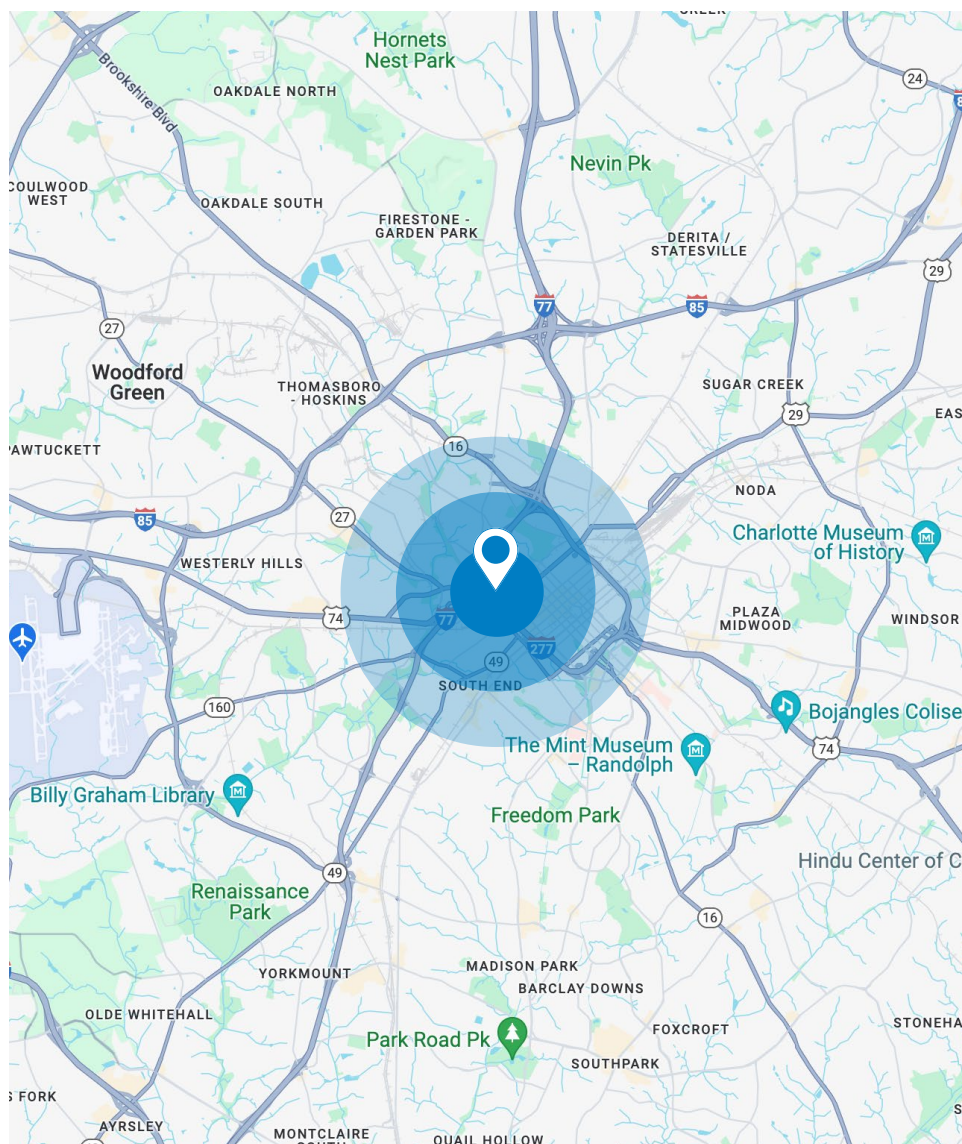 CREEK
Hornets
Nest Park
Brookshire Blvd
OAKDALE NORTH
24
Nevin Pk
COULWOOD
WEST
OAKDALE SOUTH
FIRESTONE -
GARDEN PARK
DERITA /
STATESVILLE
29
77
85
27
Woodford
Green
THOMASBORO
- HOSKINS
SUGAR CREEK
29
EAS
PAWTUCKETT
16
NODA
85
27
Charlotte Museum
of History
WESTERLY HILLS
74
77
PLAZA
MIDWOOD
WINDSOR
277
49
SOUTH END
160
Bojangles Colise
The Mint Museum
– Randolph
74
Billy Graham Library
Freedom Park
Hindu Center of C
49
Renaissance
Park
16
YORKMOUNT
MADISON PARK
BARCLAY DOWNS
OLDE WHITEHALL
STONEHA
FOXCROFT
Park Road Pk
SOUTHPARK
S FORK
AYRSLEY
MONTCLAIRE
SOUTH
QUAIL HOLLOW